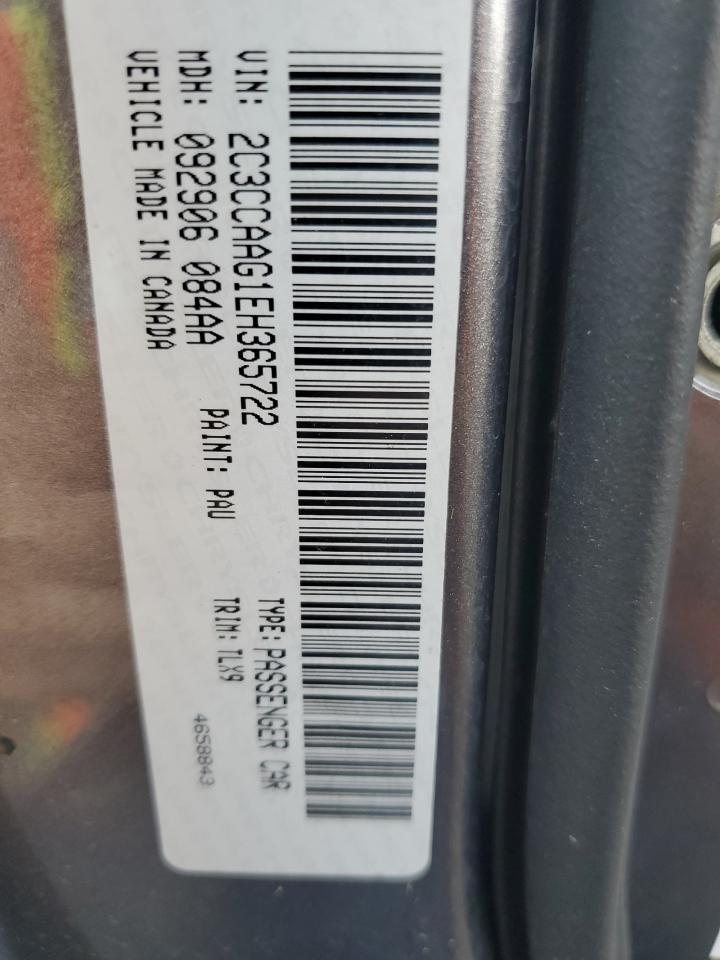 VIN: 2C3CCAAG1EH365722 TYPE: PASSENGER CAR
MDH: 092906 084AA PAINT: PAU TRIM: TLX9
VEHICLE MADE IN CANADA 4658843